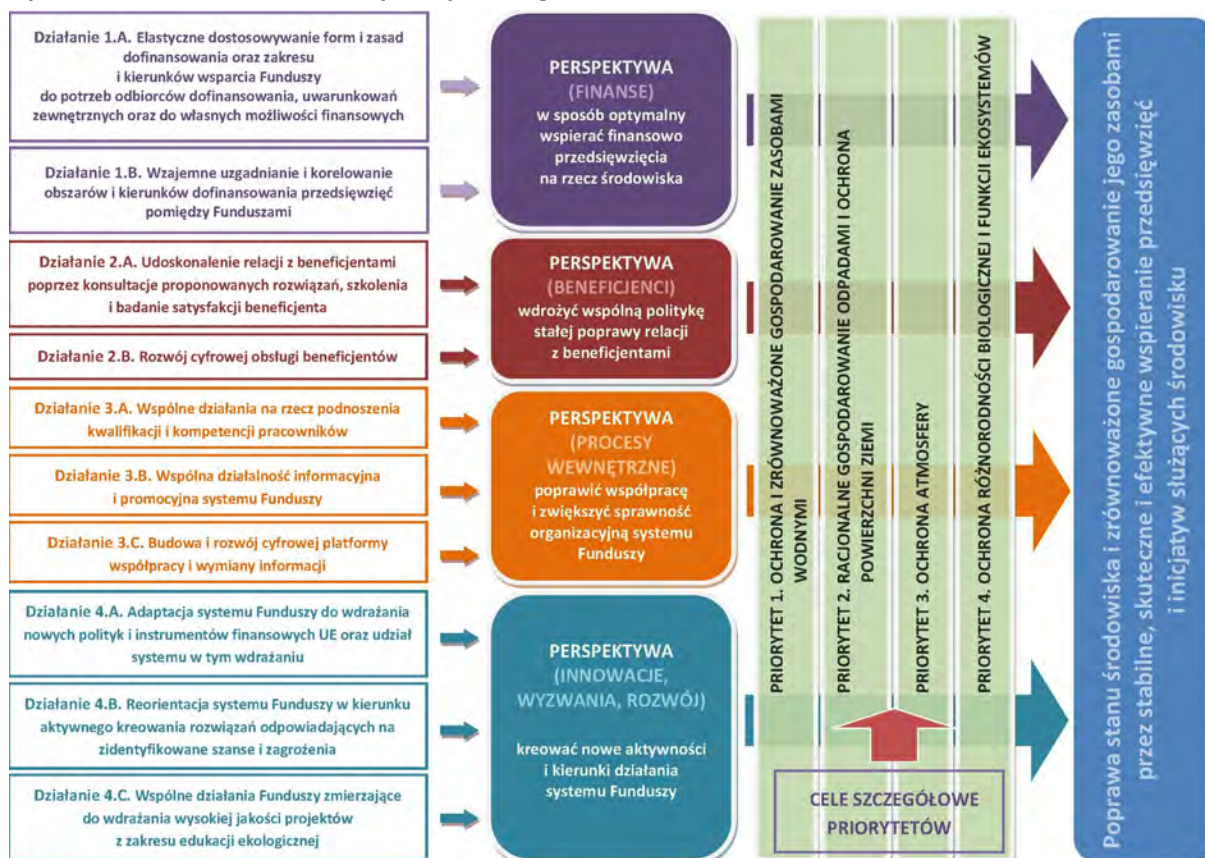 Działanie 1.A. Elastyczne dostosowywanie form i zasad
dofinansowania oraz zakresu
i kierunków wsparcia Funduszy
do potrzeb odbiorców dofinansowania, uwarunkowań
zewnętrznych oraz do własnych możliwości finansowych
Działanie 1.B. Wzajemne uzgadnianie i korelowanie
obszarów i kierunków dofinansowania przedsięwzięć
pomiędzy Funduszami
Działanie 2.A. Udoskonalenie relacji z beneficjentami
poprzez konsultacje proponowanych rozwiązań, szkolenia
i badanie satysfakcji beneficjenta
Działanie 2.B. Rozwój cyfrowej obsługi beneficjentów
Działanie 3.A. Wspólne działania na rzecz podnoszenia
kwalifikacji i kompetencji pracowników
Działanie 3.B. Wspólna działalność informacyjna
i promocyjna systemu Funduszy
Działanie 3.C. Budowa i rozwój cyfrowej platformy
współpracy i wymiany informacji
Działanie 4.A. Adaptacja systemu Funduszy do wdrażania
nowych polityk i instrumentów finansowych UE oraz udział
systemu w tym wdrażaniu
Działanie 4.B. Reorientacja systemu Funduszy w kierunku
aktywnego kreowania rozwiązań odpowiadających na
zidentyfikowane szanse i zagrożenia
Działanie 4.C. Wspólne działania Funduszy zmierzające
do wdrażania wysokiej jakości projektów
z zakresu edukacji ekologicznej
PERSPEKTYWA
(FINANSE)
w sposób optymalny
wspierać finansowo
przedsięwzięcia
na rzecz środowiska
PERSPEKTYWA
(BENEFICJENCI)
wdrożyć wspólną politykę
stałej poprawy relacji
z beneficjentami
PERSPEKTYWA
(PROCESY
WEWNĘTRZNE)
poprawić współpracę
i zwiększyć sprawność
organizacyjną systemu
Funduszy
PERSPEKTYWA
(INNOWACJE,
WYZWANIA, ROZWÓJ)
kreować nowe aktywności
i kierunki działania
systemu Funduszy
PRIORYTET 1. OCHRONA I ZRÓWNOWAŻONE GOSPODAROWANIE ZASOBAMI
WODNYMI
PRIORYTET 2. RACJONALNE GOSPODAROWANIE ODPADAMI I OCHRONA
POWIERZCHNI ZIEMI
PRIORYTET 3. OCHRONA ATMOSFERY
PRIORYTET 4. OCHRONA RÓŻNORODNOŚCI BIOLOGICZNEJ I FUNKCJI EKOSYSTEMÓW
CELE SZCZEGÓŁOWE
PRIORYTETÓW
Poprawa stanu środowiska i zrównoważone gospodarowanie jego zasobami
przez stabilne, skuteczne i efektywne wspieranie przedsięwzięć
i inicjatyw służących środowisku